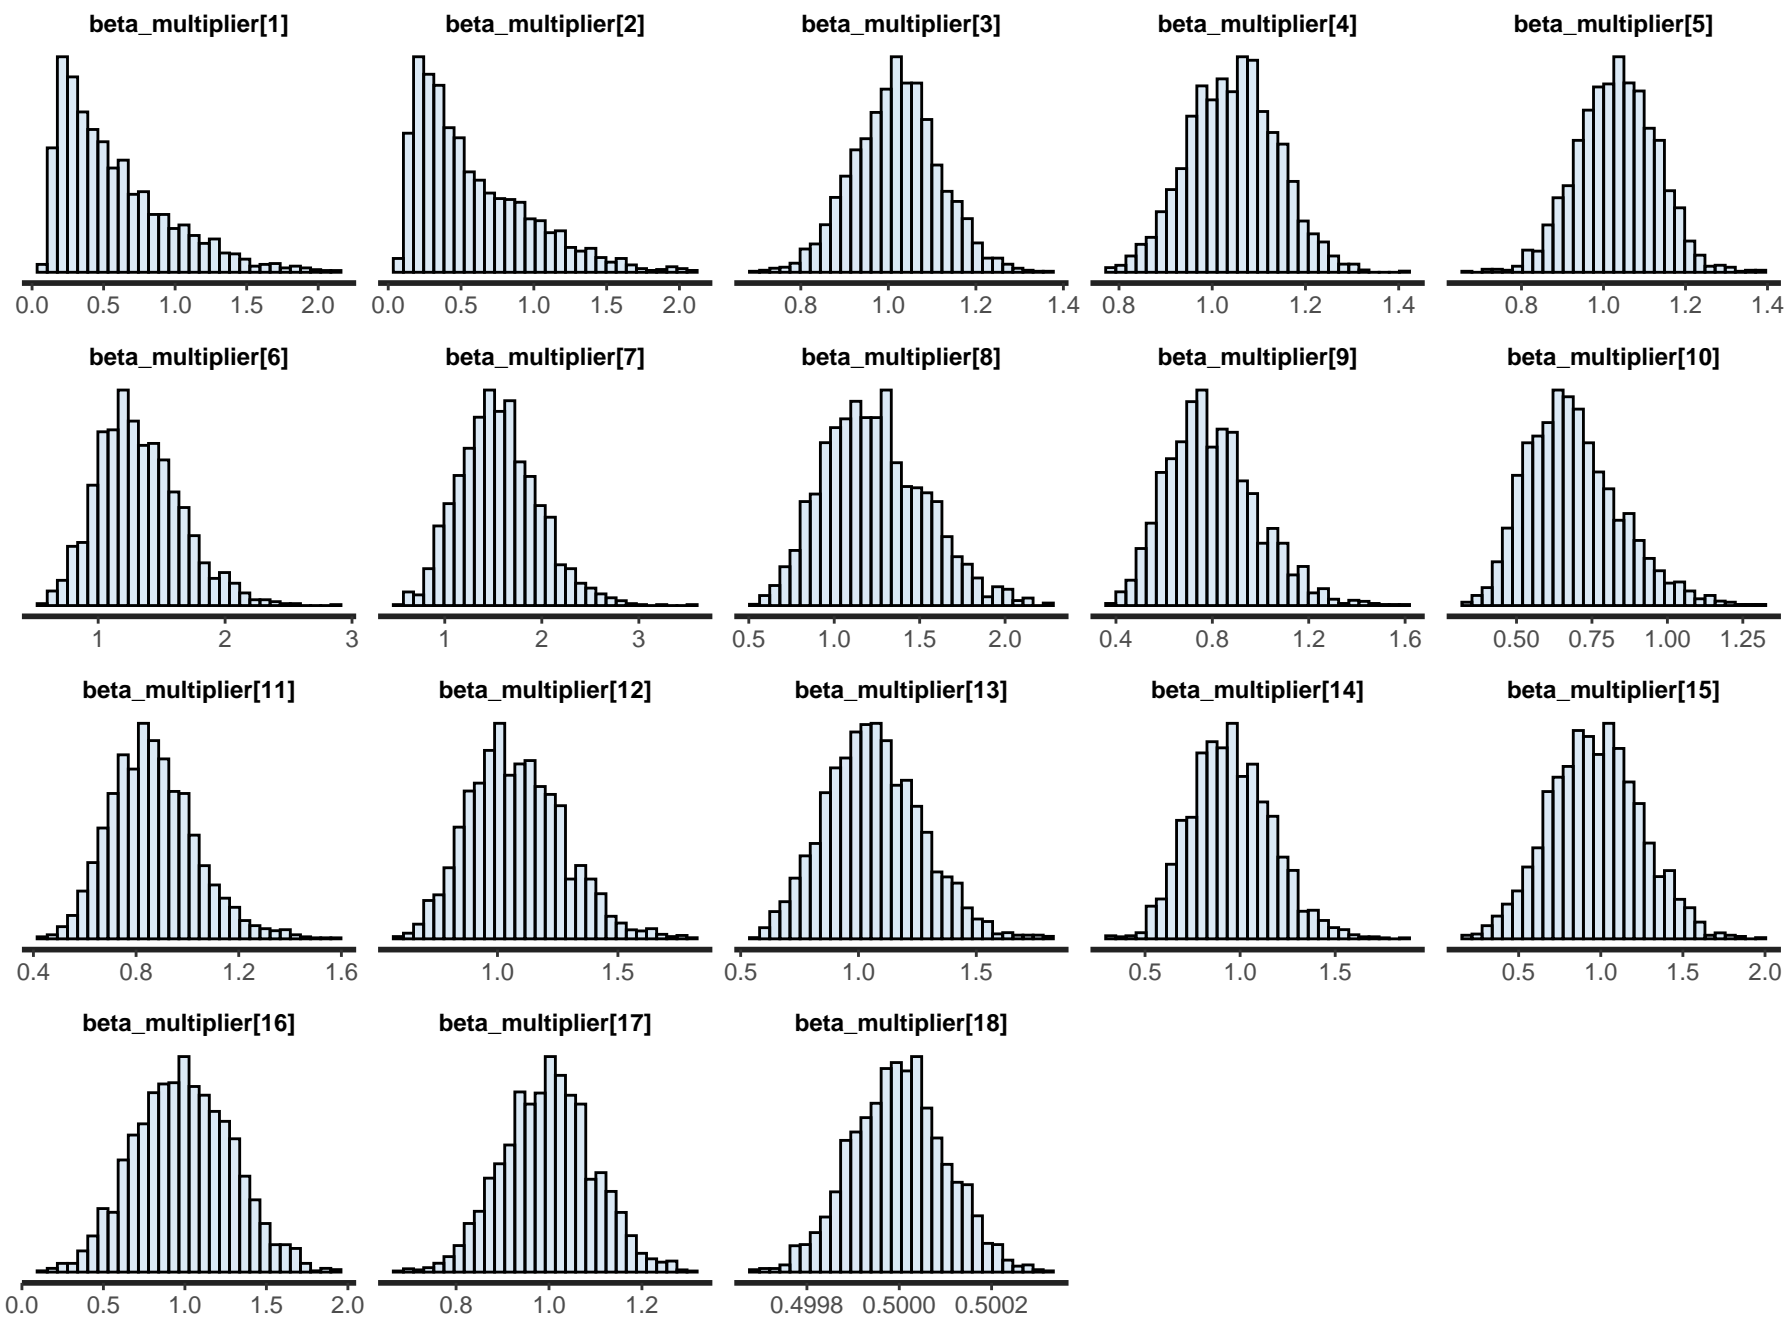 beta_multiplier[1] beta_multiplier[2] beta_multiplier[3] beta_multiplier[4] beta_multiplier[5]
0.0 0.5 1.0 1.5 2.0 0.0 0.5 1.0 1.5 2.0 0.8 1.0 1.2 1.4 0.8 1.0 1.2 1.4 0.8 1.0 1.2 1.4
beta_multiplier[6] beta_multiplier[7] beta_multiplier[8] beta_multiplier[9] beta_multiplier[10]
1 2 3 1 2 3 0.5 1.0 1.5 2.0 0.4 0.8 1.2 1.6 0.50 0.75 1.00 1.25
beta_multiplier[11] beta_multiplier[12] beta_multiplier[13] beta_multiplier[14] beta_multiplier[15]
0.4 0.8 1.2 1.6 1.0 1.5 0.5 1.0 1.5 0.5 1.0 1.5 0.5 1.0 1.5 2.0
beta_multiplier[16] beta_multiplier[17] beta_multiplier[18]
0.0 0.5 1.0 1.5 2.0 0.8 1.0 1.2 0.4998 0.5000 0.5002